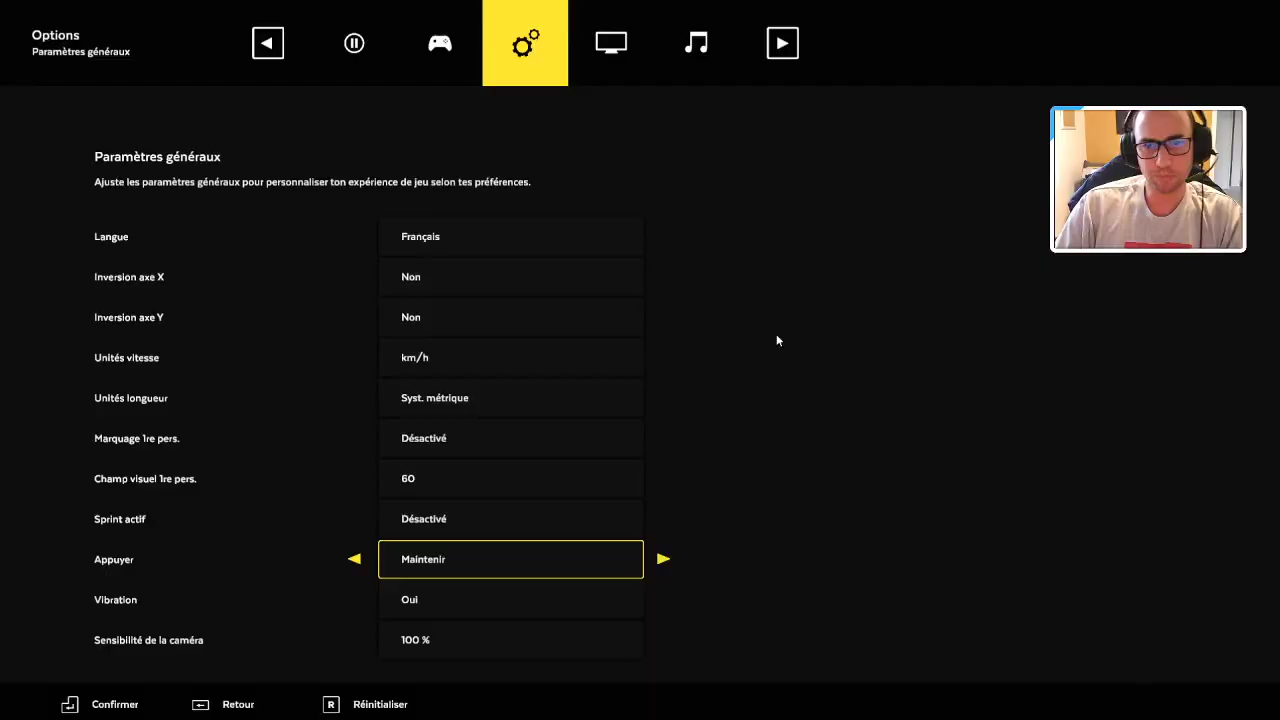 Options
Paramètres généraux
Paramètres généraux
Ajuste les paramètres généraux pour personnaliser ton expérience de jeu selon tes préférences.
Langue Français
Inversion axe X Non
Inversion axe Y Non
Unités vitesse km/h
Unités longueur Syst. métrique
Marquage 1re pers. Désactivé
Champ visuel 1re pers. 60
Sprint actif Désactivé
Appuyer Maintenir
Vibration Oui
Sensibilité de la caméra 100 %
Confirmer Retour R Réinitialiser